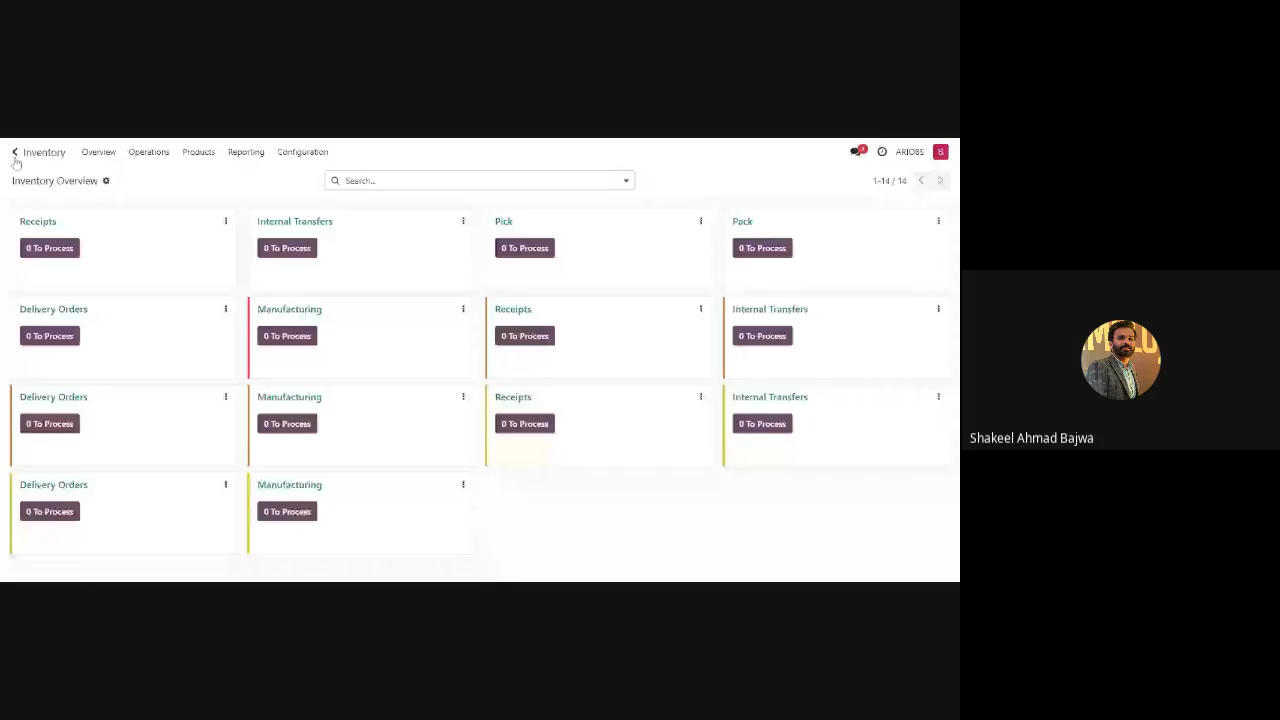 Inventory Overview Operations Products Reporting Configuration 3 ARIOBS S
Inventory Overview Search... 1-14 / 14
Receipts Internal Transfers Pick Pack
0 To Process 0 To Process 0 To Process 0 To Process
Delivery Orders Manufacturing Receipts Internal Transfers
0 To Process 0 To Process 0 To Process 0 To Process
Delivery Orders Manufacturing Receipts Internal Transfers
0 To Process 0 To Process 0 To Process 0 To Process
Delivery Orders Manufacturing
0 To Process 0 To Process
Shakeel Ahmad Bajwa